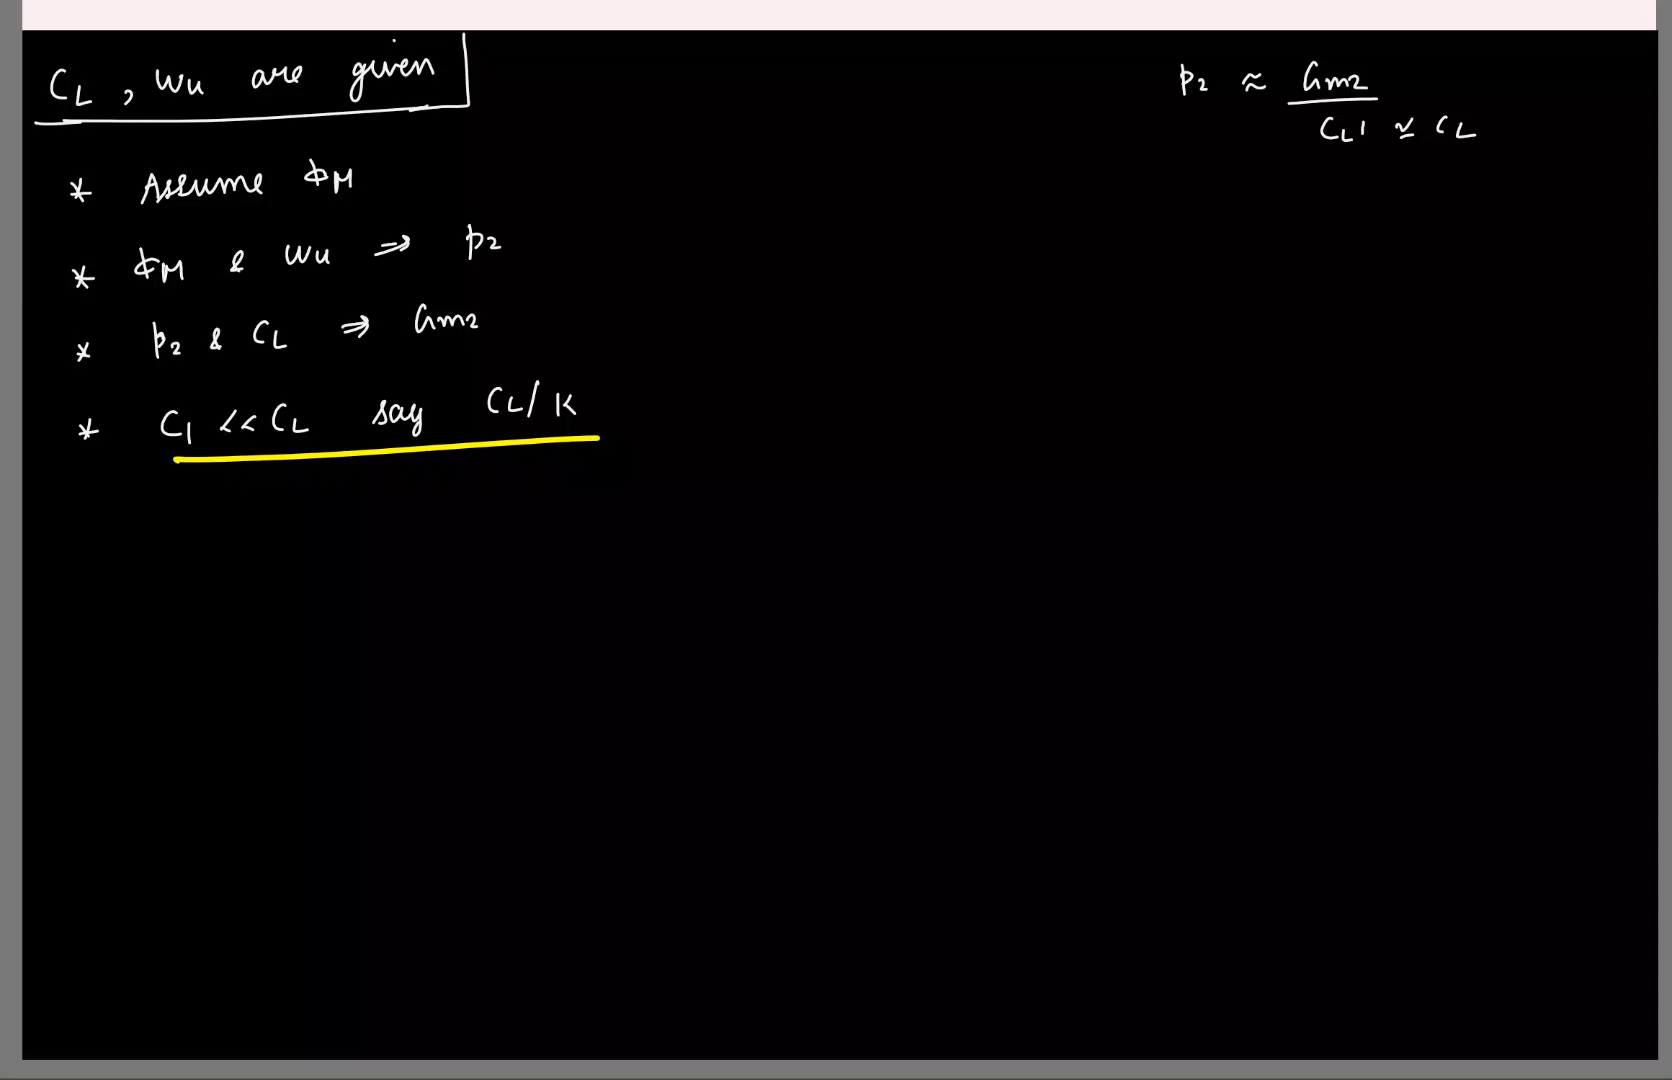 CL, wu are given
* Assume ϕM
* ϕM & wu ⇒ p2
* p2 & CL ⇒ Gm2
* C1 << CL say CL/K
p2 ≈ Gm2 / CL1 ≃ CL